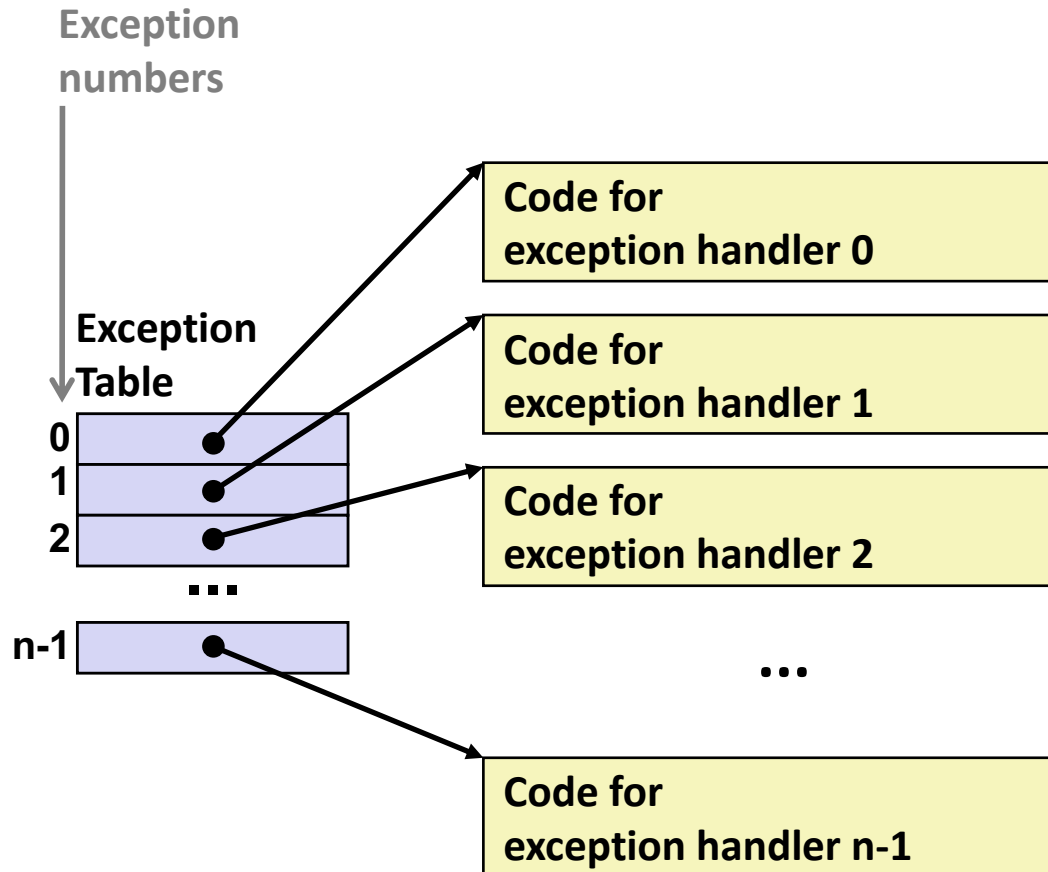 Exception
numbers
Exception
Table
0
1
2
...
n-1
Code for
exception handler 0
Code for
exception handler 1
Code for
exception handler 2
...
Code for
exception handler n-1